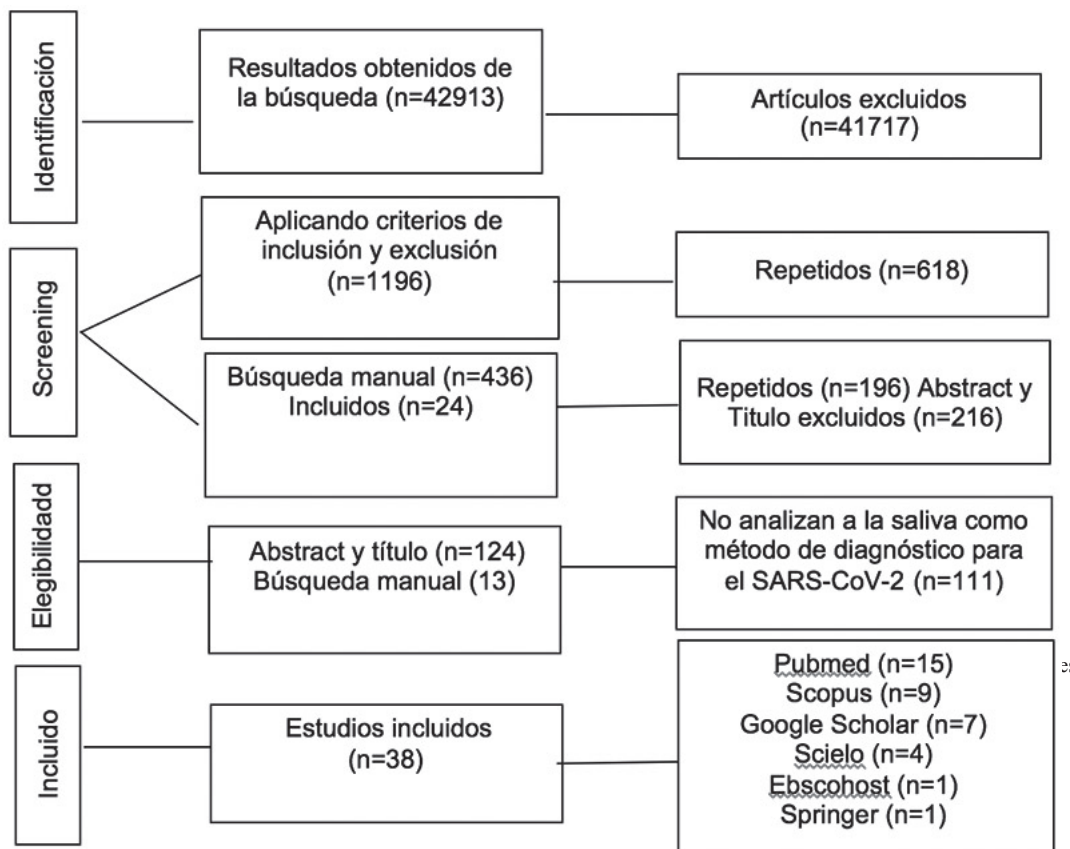 Identificación
Resultados obtenidos de
la búsqueda (n=42913)
Artículos excluidos
(n=41717)
Screening
Aplicando criterios de
inclusión y exclusión
(n=1196)
Repetidos (n=618)
Búsqueda manual (n=436)
Incluidos (n=24)
Repetidos (n=196) Abstract y
Titulo excluidos (n=216)
Elegibilidadd
Abstract y título (n=124)
Búsqueda manual (13)
No analizan a la saliva como
método de diagnóstico para
el SARS-CoV-2 (n=111)
Incluido
Estudios incluidos
(n=38)
Pubmed (n=15)
Scopus (n=9)
Google Scholar (n=7)
Scielo (n=4)
Ebscohost (n=1)
Springer (n=1)